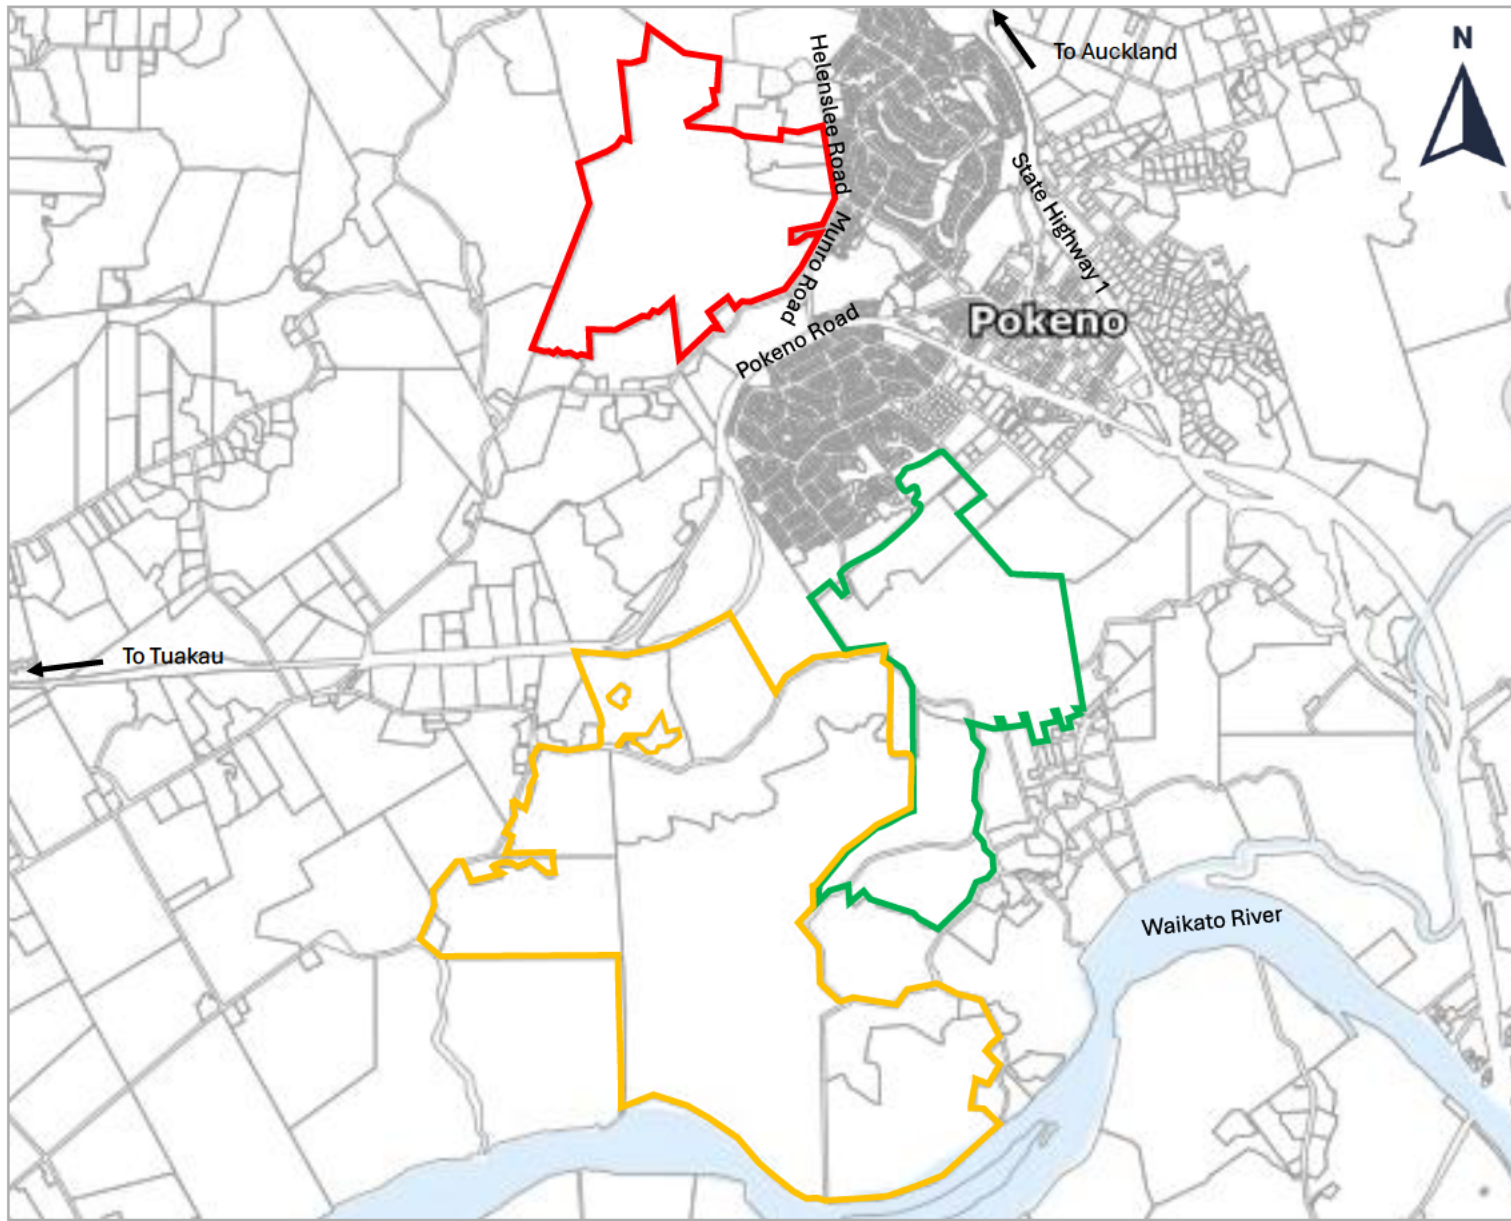 N
To Auckland
Helenslee Road
State Highway 1
Munro Road
Pokeno
Pokeno Road
To Tuakau
Waikato River